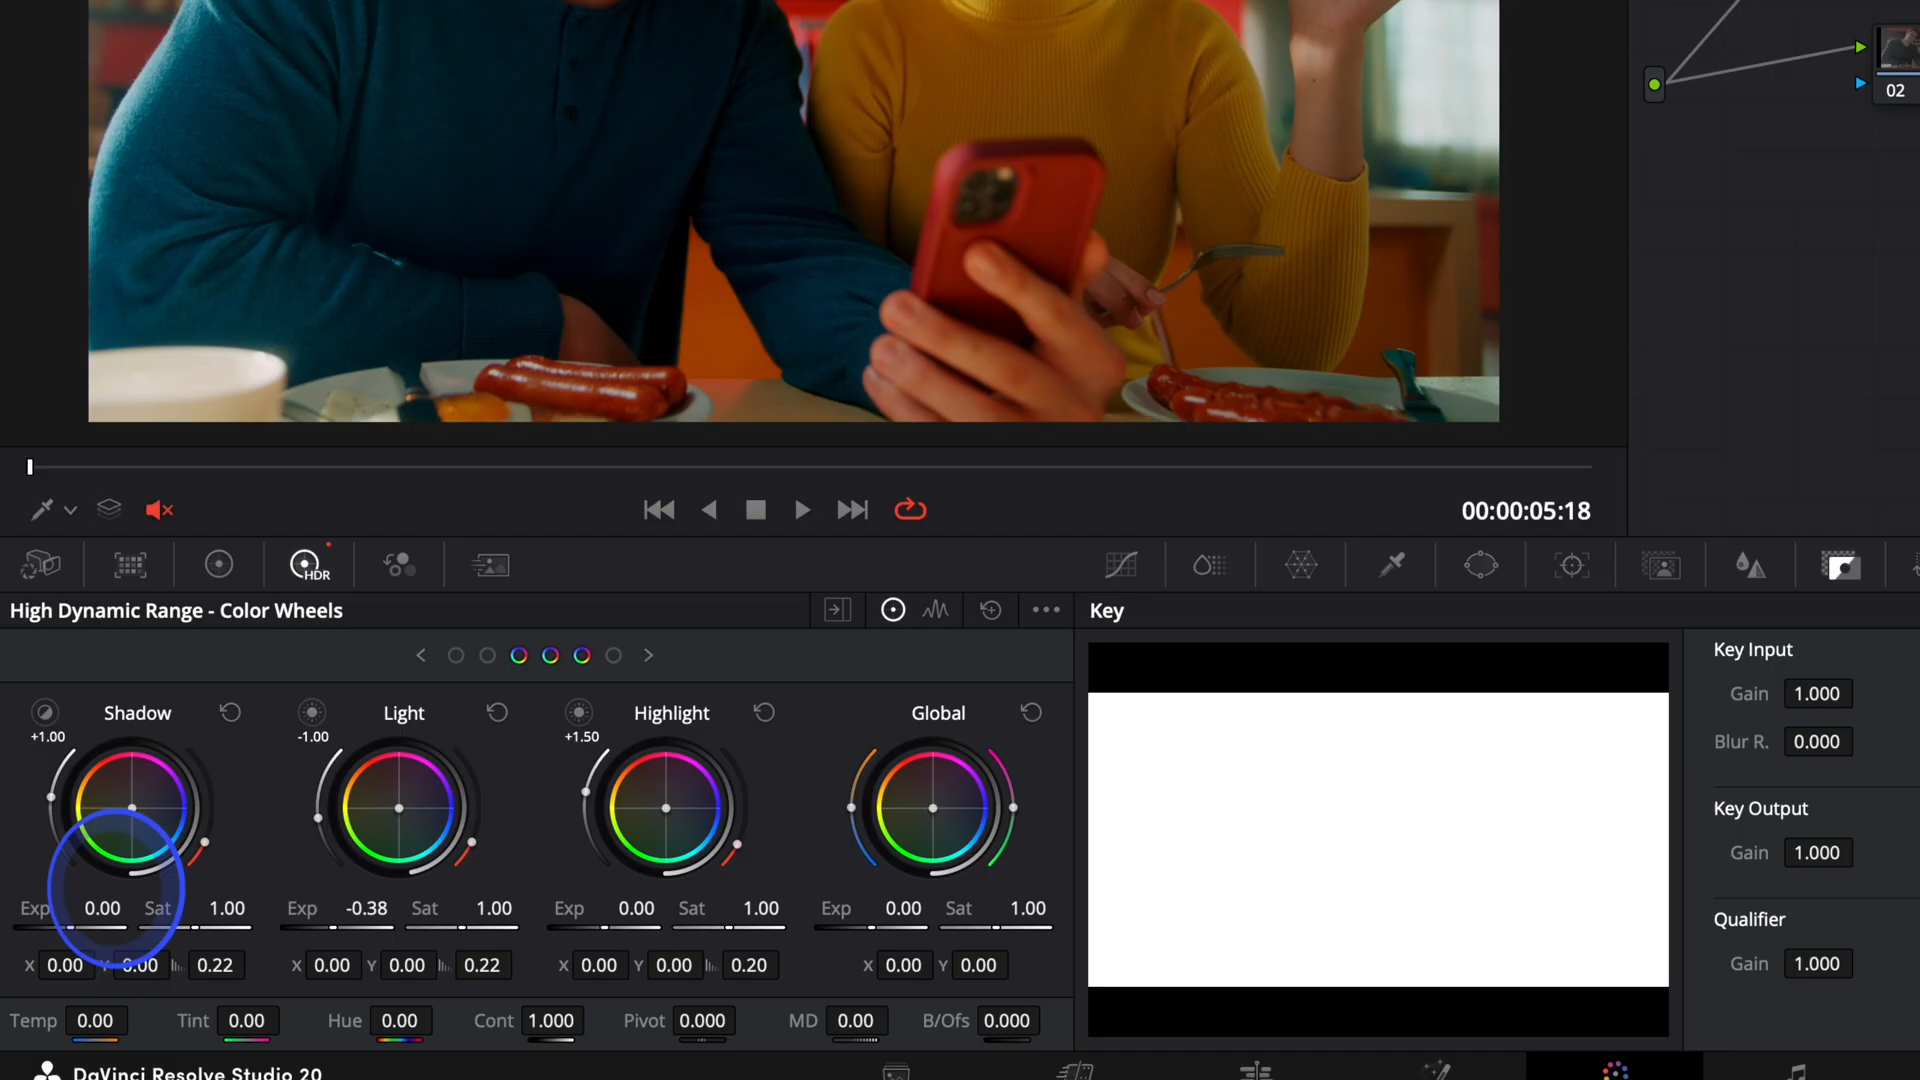 02
00:00:05:18
HDR
High Dynamic Range - Color Wheels
Key
Shadow
Light
Highlight
Global
+1.00
-1.00
+1.50
Exp 0.00 Sat 1.00
Exp -0.38 Sat 1.00
Exp 0.00 Sat 1.00
Exp 0.00 Sat 1.00
X 0.00 Y 0.00 0.22
X 0.00 Y 0.00 0.22
X 0.00 Y 0.00 0.20
X 0.00 Y 0.00
Temp 0.00 Tint 0.00 Hue 0.00 Cont 1.000 Pivot 0.000 MD 0.00 B/Ofs 0.000
Key Input
Gain 1.000
Blur R. 0.000
Key Output
Gain 1.000
Qualifier
Gain 1.000
DaVinci Resolve Studio 20